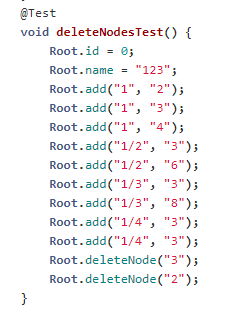 @Test
void deleteNodesTest() {
Root.id = 0;
Root.name = "123";
Root.add("1", "2");
Root.add("1", "3");
Root.add("1", "4");
Root.add("1/2", "3");
Root.add("1/2", "6");
Root.add("1/3", "3");
Root.add("1/3", "8");
Root.add("1/4", "3");
Root.add("1/4", "3");
Root.deleteNode("3");
Root.deleteNode("2");
}